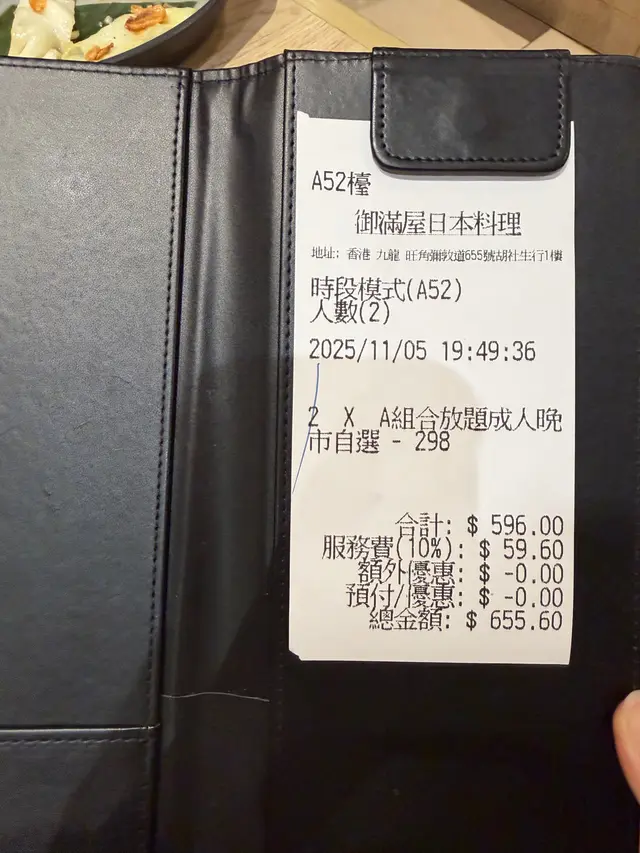 A52檯
御滿屋日本料理
地址: 香港 九龍 旺角彌敦道655號胡社生行1樓
時段模式(A52)
人數(2)
2025/11/05 19:49:36
2 X A組合放題成人晚
市自選 - 298
合計: $ 596.00
服務費(10%): $ 59.60
額外優惠: $ -0.00
預付/優惠: $ -0.00
總金額: $ 655.60